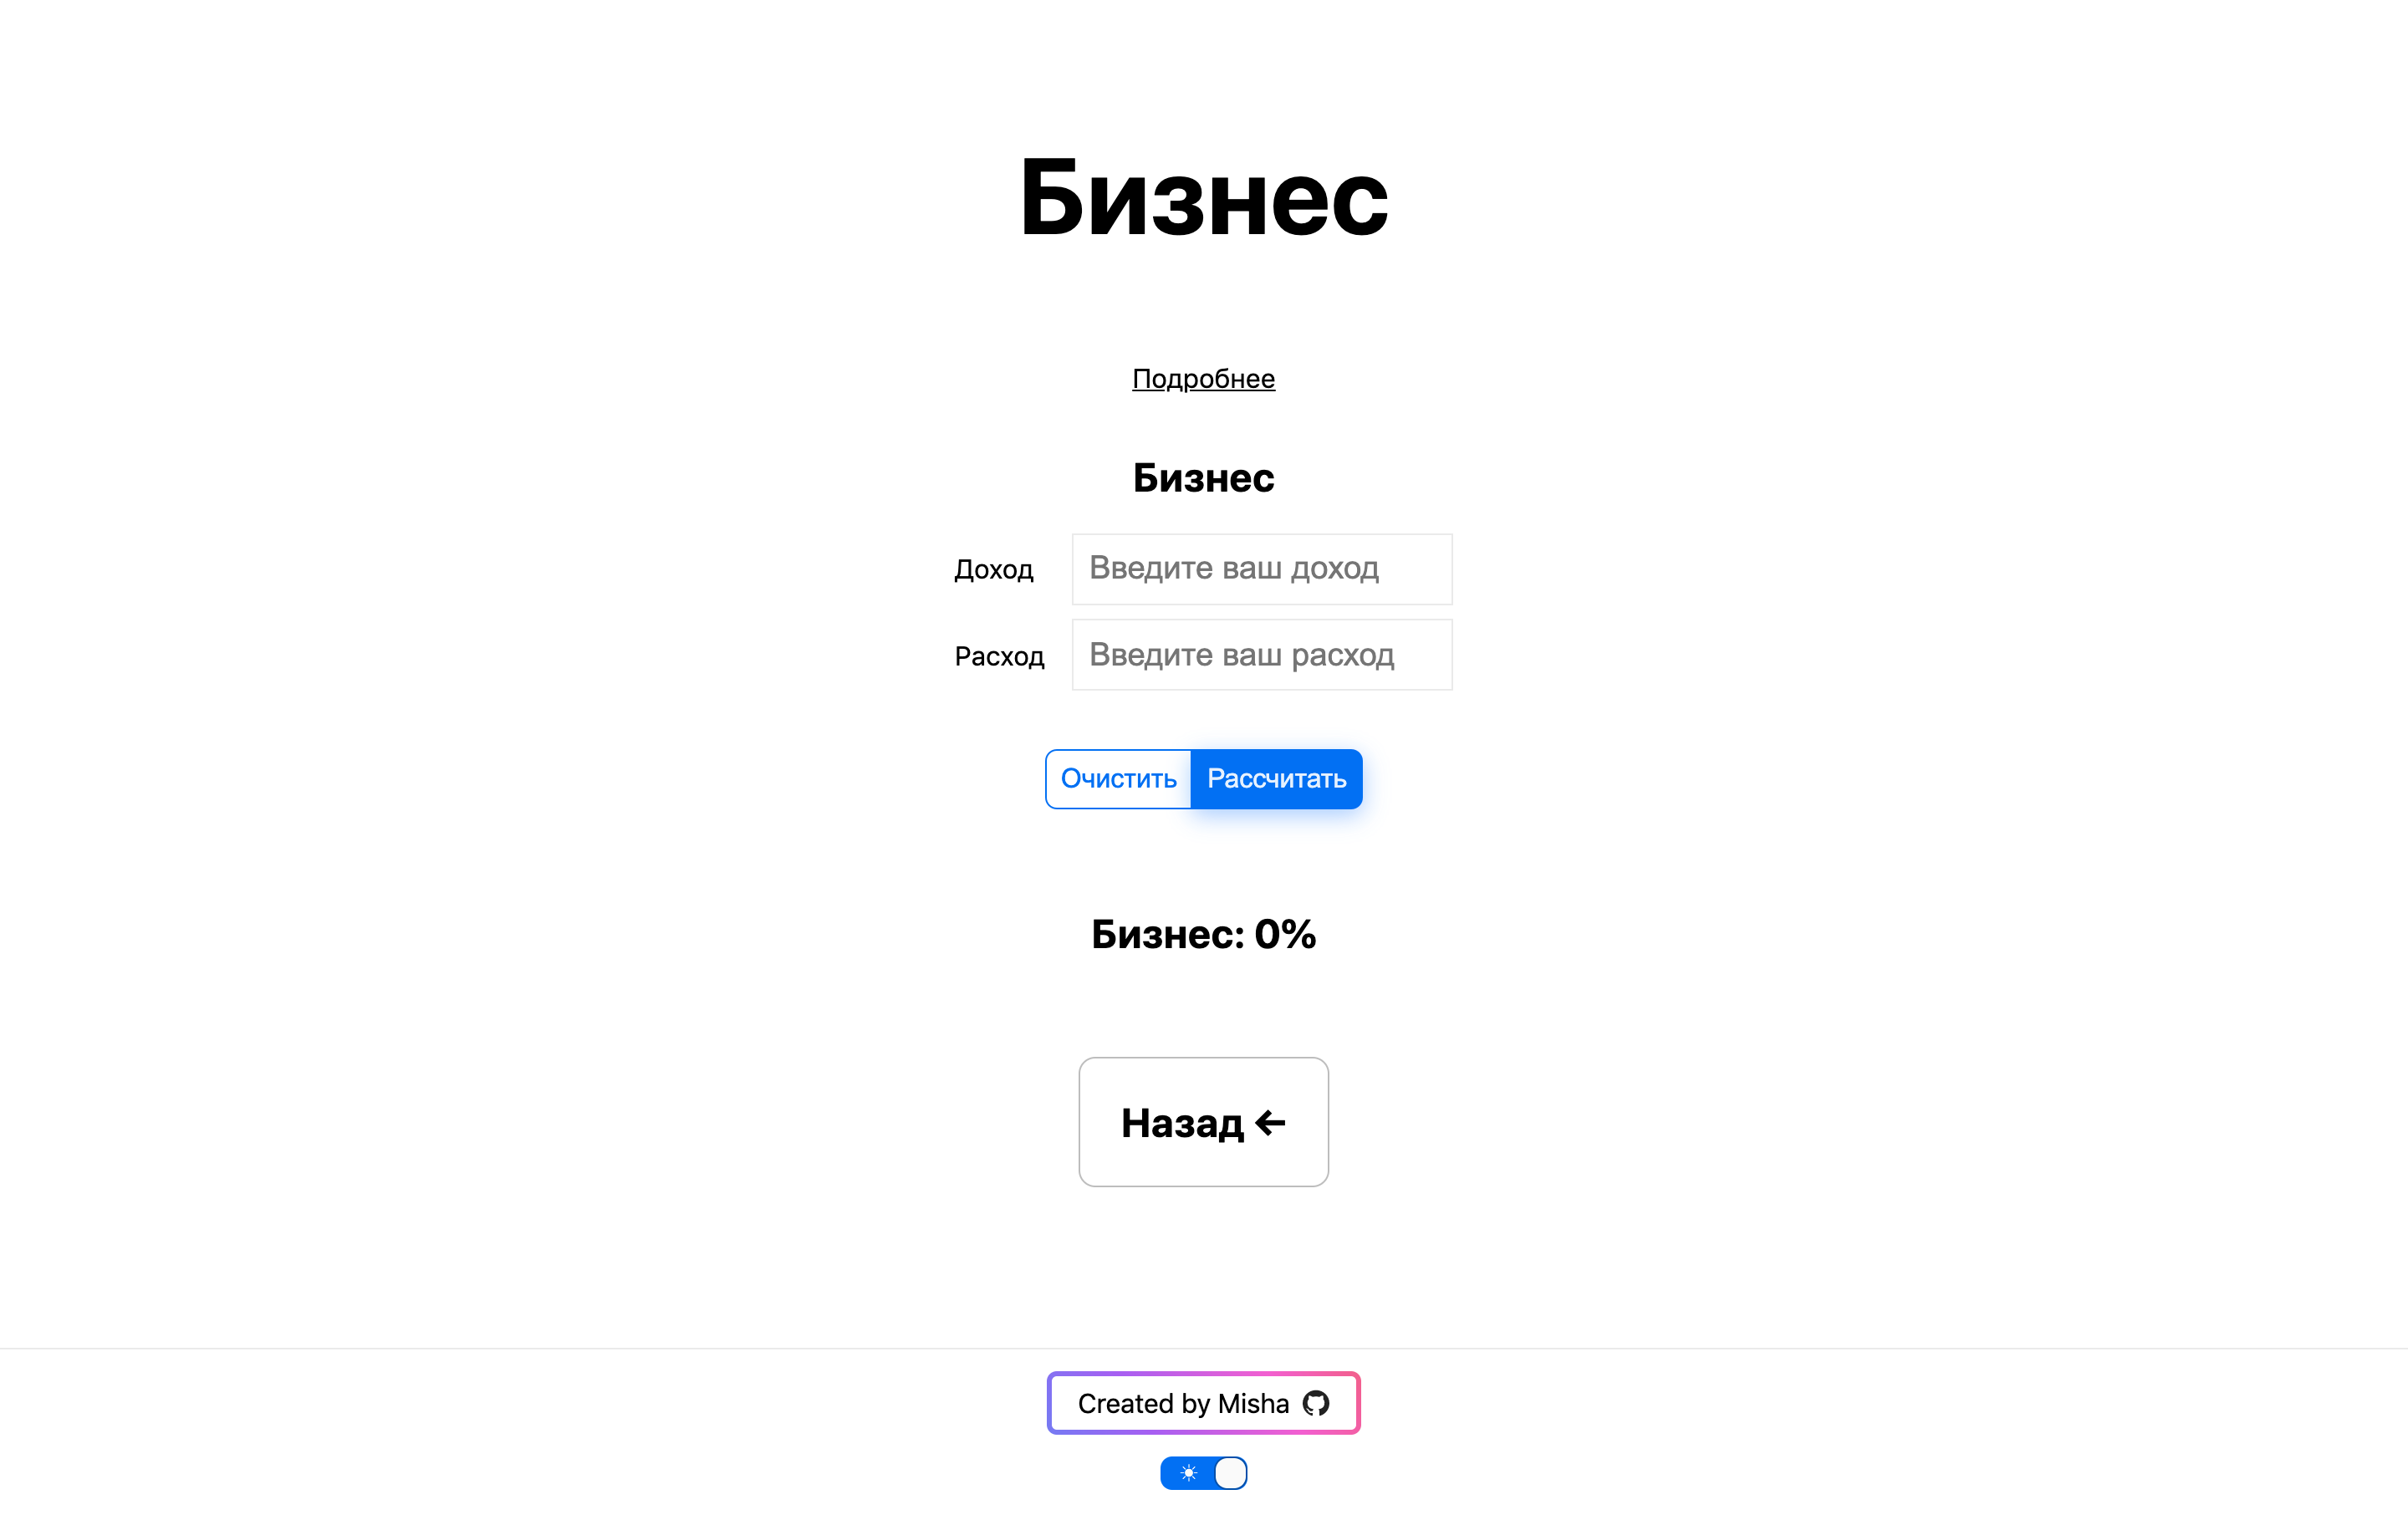 Бизнес
Подробнее
Бизнес
Доход Введите ваш доход
Расход Введите ваш расход
Очистить Рассчитать
Бизнес: 0%
Назад ←
Created by Misha